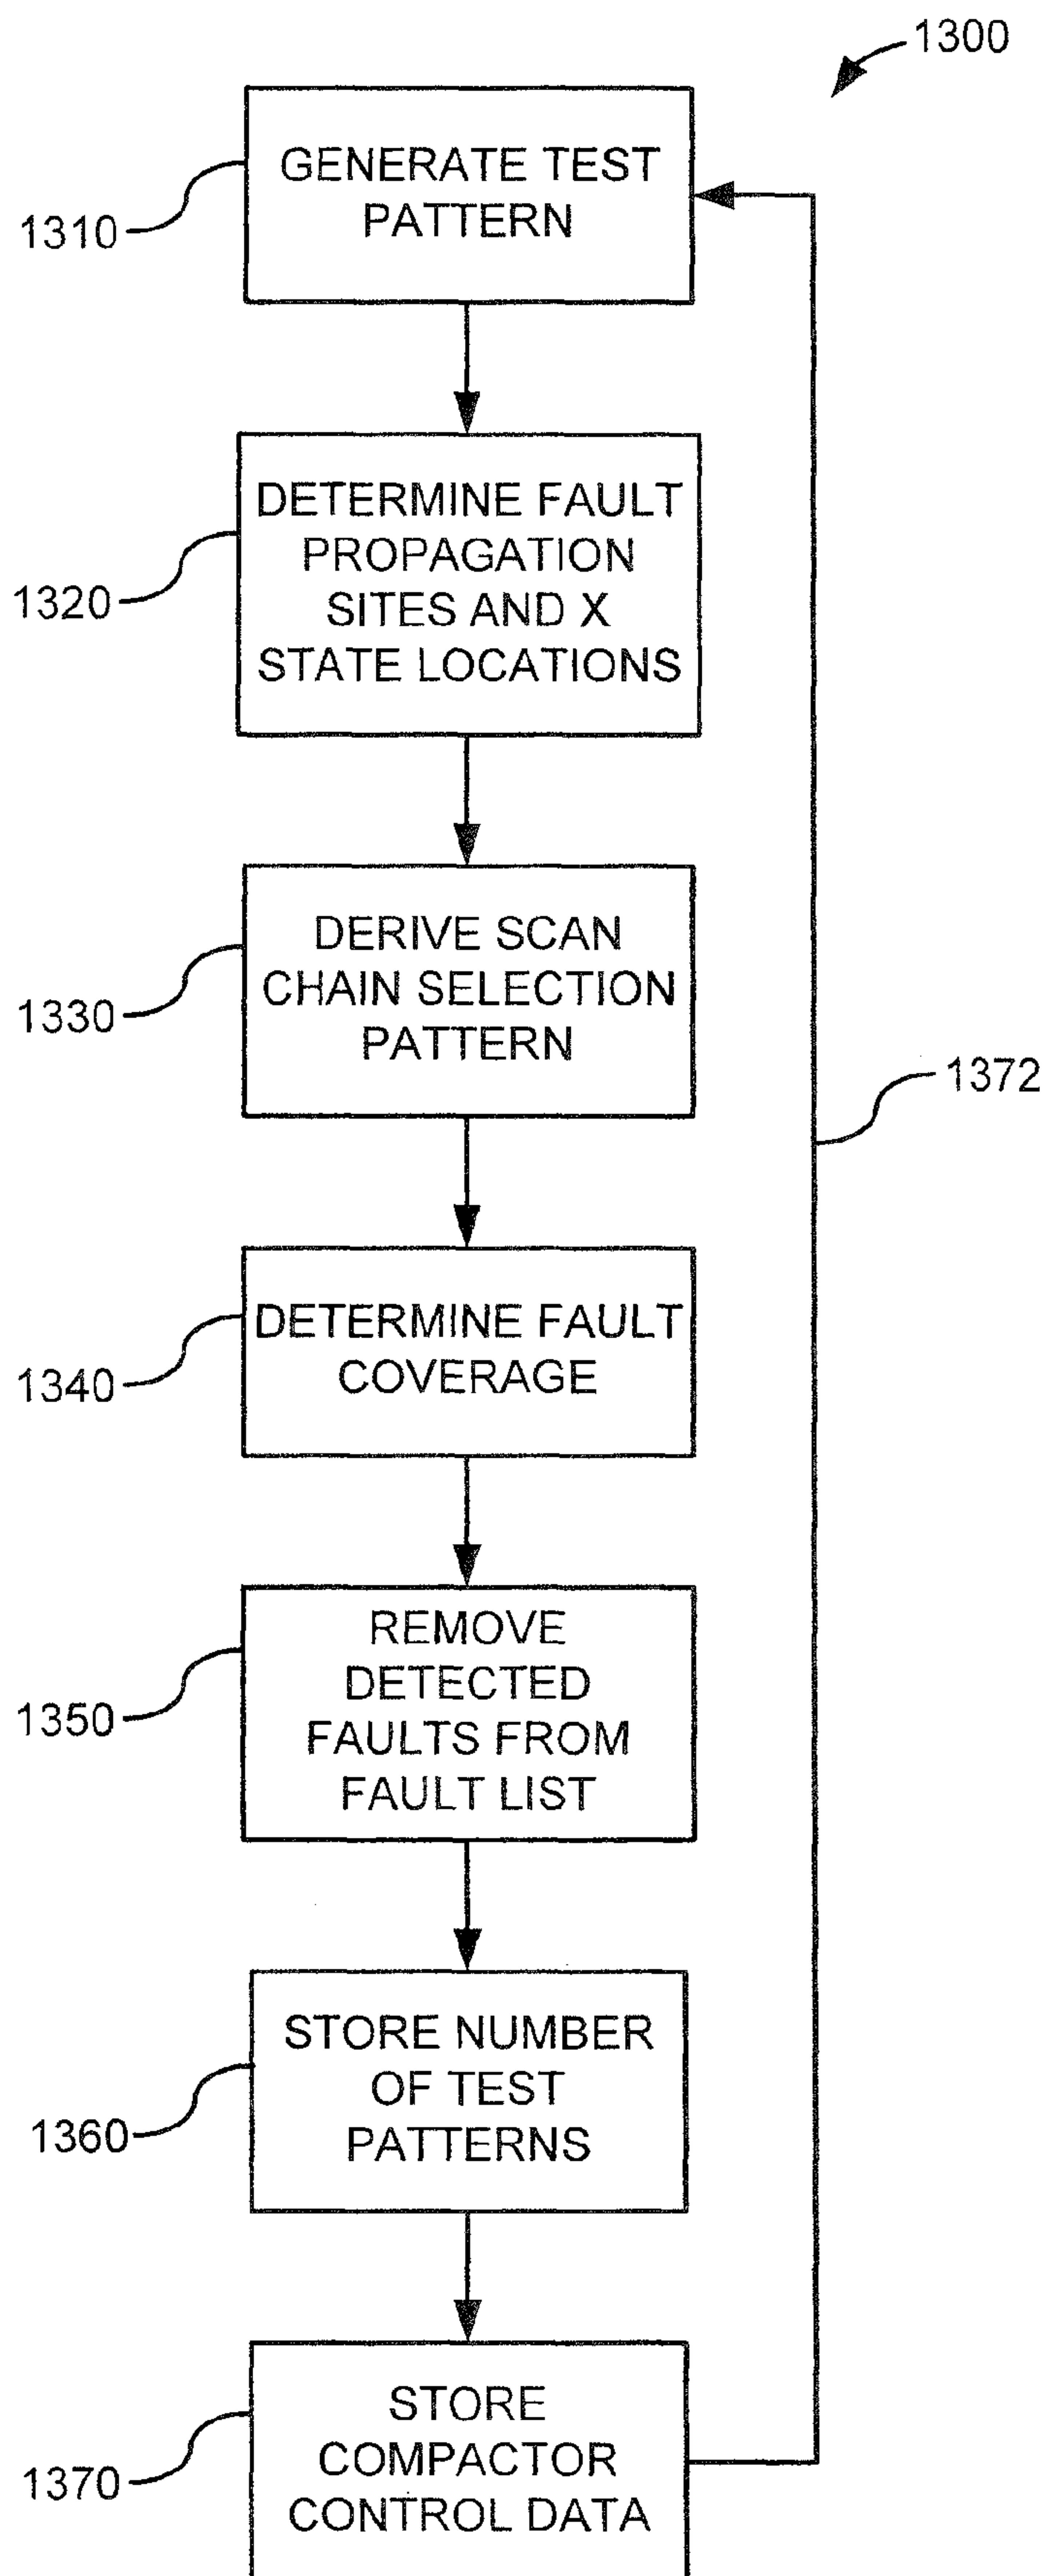 1300
GENERATE TEST
PATTERN
1310
DETERMINE FAULT
PROPAGATION
SITES AND X
STATE LOCATIONS
1320
DERIVE SCAN
CHAIN SELECTION
PATTERN
1330
1372
DETERMINE FAULT
COVERAGE
1340
REMOVE
DETECTED
FAULTS FROM
FAULT LIST
1350
STORE NUMBER
OF TEST
PATTERNS
1360
STORE
COMPACTOR
CONTROL DATA
1370